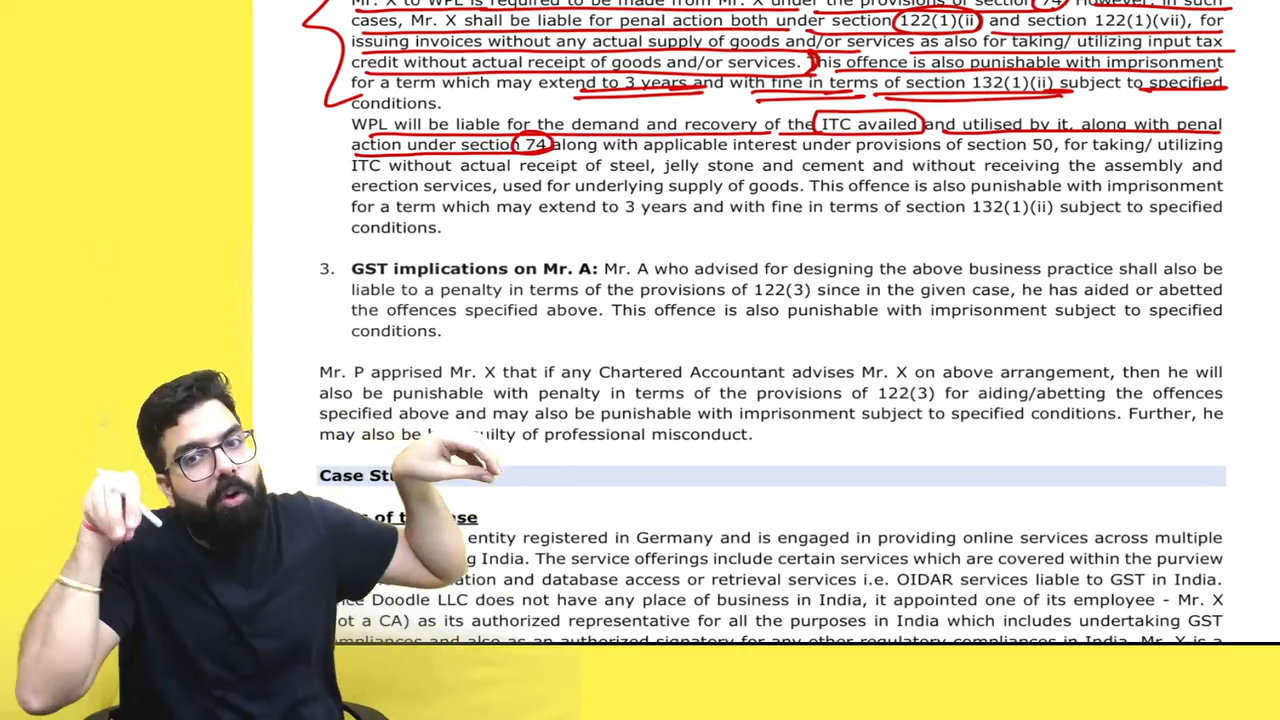 Mr. X to WPL is required to be made from Mr. X under the provisions of section 74. However, in such
cases, Mr. X shall be liable for penal action both under section 122(1)(ii) and section 122(1)(vii), for
issuing invoices without any actual supply of goods and/or services as also for taking/ utilizing input tax
credit without actual receipt of goods and/or services. This offence is also punishable with imprisonment
for a term which may extend to 3 years and with fine in terms of section 132(1)(ii) subject to specified
conditions.
WPL will be liable for the demand and recovery of the ITC availed and utilised by it, along with penal
action under section 74 along with applicable interest under provisions of section 50, for taking/ utilizing
ITC without actual receipt of steel, jelly stone and cement and without receiving the assembly and
erection services, used for underlying supply of goods. This offence is also punishable with imprisonment
for a term which may extend to 3 years and with fine in terms of section 132(1)(ii) subject to specified
conditions.
3. GST implications on Mr. A: Mr. A who advised for designing the above business practice shall also be
liable to a penalty in terms of the provisions of 122(3) since in the given case, he has aided or abetted
the offences specified above. This offence is also punishable with imprisonment subject to specified
conditions.
Mr. P apprised Mr. X that if any Chartered Accountant advises Mr. X on above arrangement, then he will
also be punishable with penalty in terms of the provisions of 122(3) for aiding/abetting the offences
specified above and may also be punishable with imprisonment subject to specified conditions. Further, he
may also be guilty of professional misconduct.
Case
of
entity registered in Germany and is engaged in providing online services across multiple
India. The service offerings include certain services which are covered within the purview
and database access or retrieval services i.e. OIDAR services liable to GST in India.
Doodle LLC does not have any place of business in India, it appointed one of its employee - Mr. X
a CA) as its authorized representative for all the purposes in India which includes undertaking GST
compliances and also as an authorized signatory for any other regulatory compliances in India. Mr. X is a